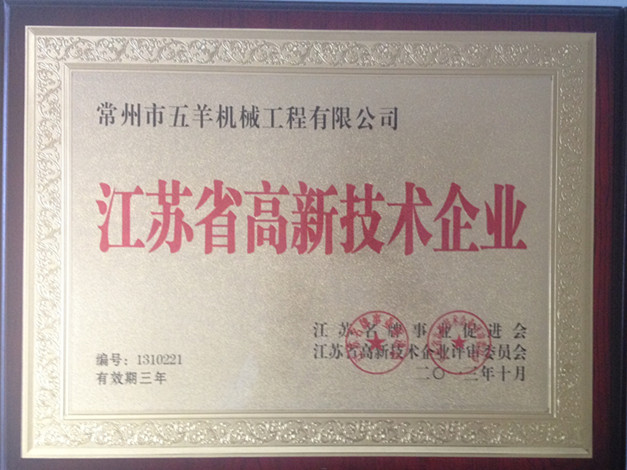 常州市五羊机械工程有限公司
江苏省高新技术企业
江苏名牌事业促进会
江苏省高新技术企业评审委员会
二〇一三年十月
编号：1310221
有效期三年